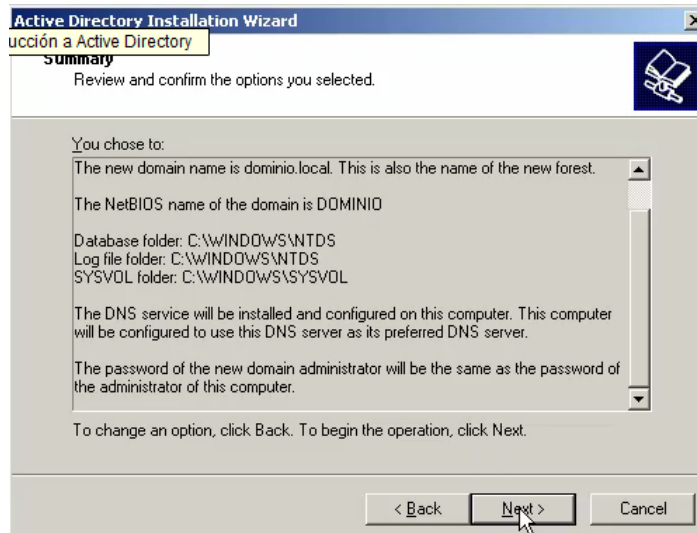 Active Directory Installation Wizard
ucción a Active Directory
Summary
Review and confirm the options you selected.
You chose to:
The new domain name is dominio.local. This is also the name of the new forest.
The NetBIOS name of the domain is DOMINIO
Database folder: C:\WINDOWS\NTDS
Log file folder: C:\WINDOWS\NTDS
SYSVOL folder: C:\WINDOWS\SYSVOL
The DNS service will be installed and configured on this computer. This computer
will be configured to use this DNS server as its preferred DNS server.
The password of the new domain administrator will be the same as the password of
the administrator of this computer.
To change an option, click Back. To begin the operation, click Next.
< Back Next > Cancel